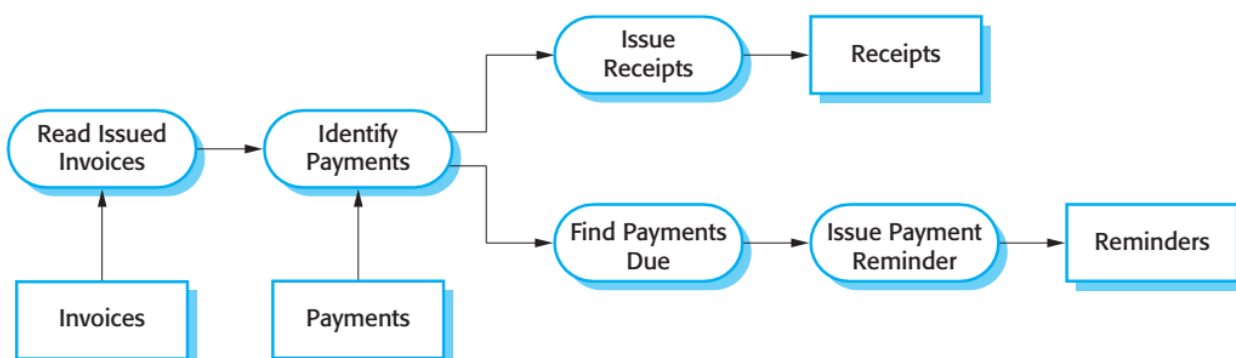 Issue
Receipts
Receipts
Read Issued
Invoices
Identify
Payments
Find Payments
Due
Issue Payment
Reminder
Reminders
Invoices
Payments